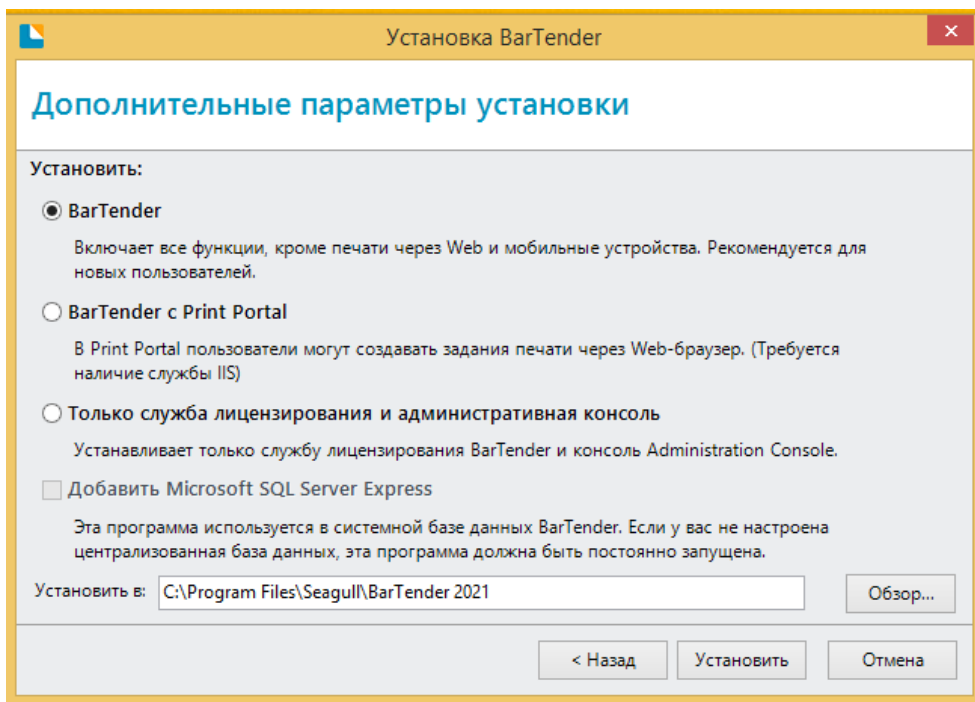 Установка BarTender
Дополнительные параметры установки
Установить:
BarTender
Включает все функции, кроме печати через Web и мобильные устройства. Рекомендуется для
новых пользователей.
BarTender с Print Portal
В Print Portal пользователи могут создавать задания печати через Web-браузер. (Требуется
наличие службы IIS)
Только служба лицензирования и административная консоль
Устанавливает только службу лицензирования BarTender и консоль Administration Console.
Добавить Microsoft SQL Server Express
Эта программа используется в системной базе данных BarTender. Если у вас не настроена
централизованная база данных, эта программа должна быть постоянно запущена.
Установить в: C:\Program Files\Seagull\BarTender 2021 Обзор...
< Назад Установить Отмена